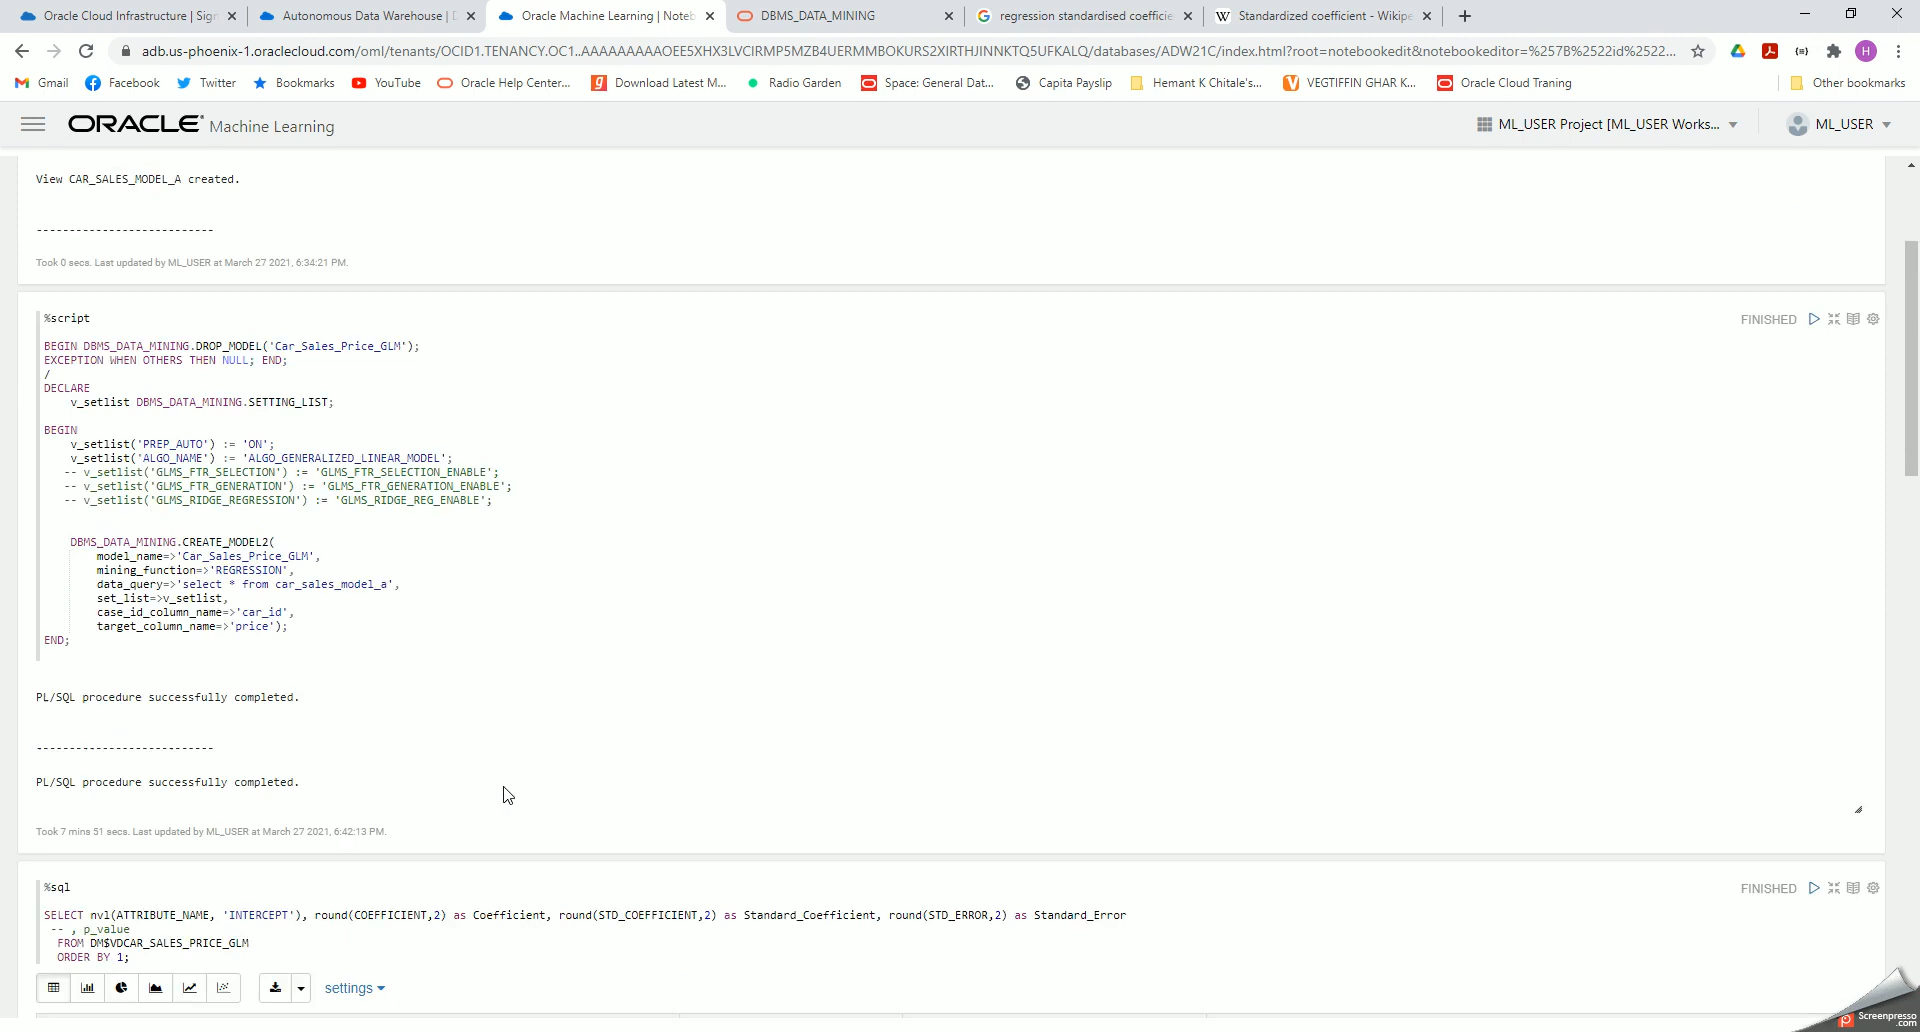 Oracle Cloud Infrastructure | Sign
Autonomous Data Warehouse | D
Oracle Machine Learning | Noteb
DBMS_DATA_MINING
regression standardised coefficie
Standardized coefficient - Wikipe
adb.us-phoenix-1.oraclecloud.com/oml/tenants/OCID1.TENANCY.OC1..AAAAAAAAAOEE5XHX3LVCIRMP5MZB4UERMMBOKURS2XIRTHJINNKTQ5UFKALQ/databases/ADW21C/index.html?root=notebookedit&notebookeditor=%257B%2522id%2522...
Gmail
Facebook
Twitter
Bookmarks
YouTube
Oracle Help Center...
Download Latest M...
Radio Garden
Space: General Dat...
Capita Payslip
Hemant K Chitale's...
VEGTIFFIN GHAR K...
Oracle Cloud Traning
Other bookmarks
ORACLE Machine Learning
ML_USER Project [ML_USER Works...
ML_USER
View CAR_SALES_MODEL_A created.
---------------------------
Took 0 secs. Last updated by ML_USER at March 27 2021, 6:34:21 PM.
%script
FINISHED
BEGIN DBMS_DATA_MINING.DROP_MODEL('Car_Sales_Price_GLM');
EXCEPTION WHEN OTHERS THEN NULL; END;
/
DECLARE
v_setlist DBMS_DATA_MINING.SETTING_LIST;
BEGIN
v_setlist('PREP_AUTO') := 'ON';
v_setlist('ALGO_NAME') := 'ALGO_GENERALIZED_LINEAR_MODEL';
-- v_setlist('GLMS_FTR_SELECTION') := 'GLMS_FTR_SELECTION_ENABLE';
-- v_setlist('GLMS_FTR_GENERATION') := 'GLMS_FTR_GENERATION_ENABLE';
-- v_setlist('GLMS_RIDGE_REGRESSION') := 'GLMS_RIDGE_REG_ENABLE';
DBMS_DATA_MINING.CREATE_MODEL2(
model_name=>'Car_Sales_Price_GLM',
mining_function=>'REGRESSION',
data_query=>'select * from car_sales_model_a',
set_list=>v_setlist,
case_id_column_name=>'car_id',
target_column_name=>'price');
END;
PL/SQL procedure successfully completed.
---------------------------
PL/SQL procedure successfully completed.
Took 7 mins 51 secs. Last updated by ML_USER at March 27 2021, 6:42:13 PM.
%sql
FINISHED
SELECT nvl(ATTRIBUTE_NAME, 'INTERCEPT'), round(COEFFICIENT,2) as Coefficient, round(STD_COEFFICIENT,2) as Standard_Coefficient, round(STD_ERROR,2) as Standard_Error
-- , p_value
FROM DM$VDCAR_SALES_PRICE_GLM
ORDER BY 1;
settings
Screenpresso
.com